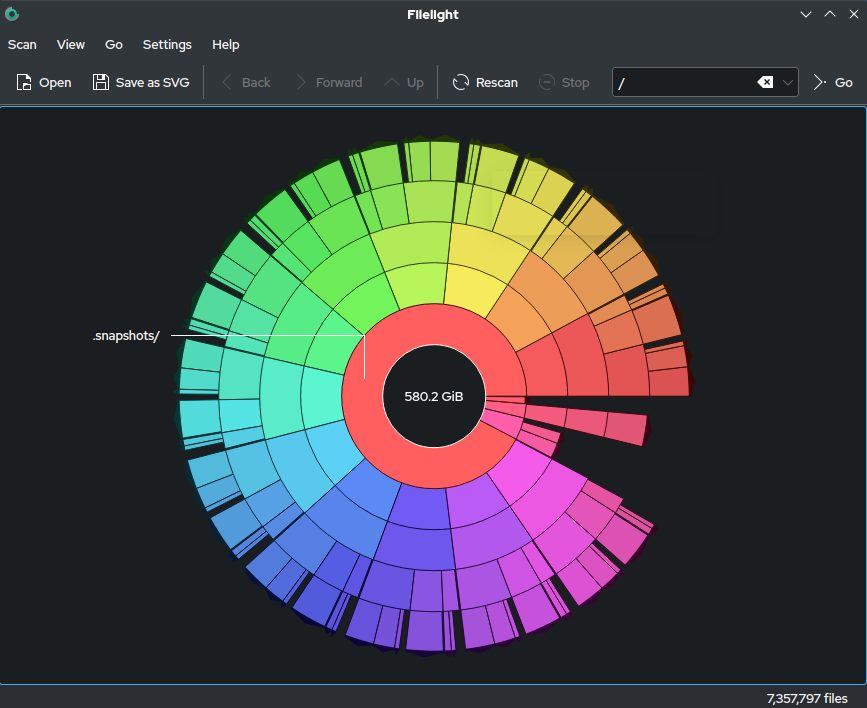 Filelight
Scan View Go Settings Help
Open Save as SVG Back Forward Up Rescan Stop / Go
.snapshots/
580.2 GiB
7,357,797 files